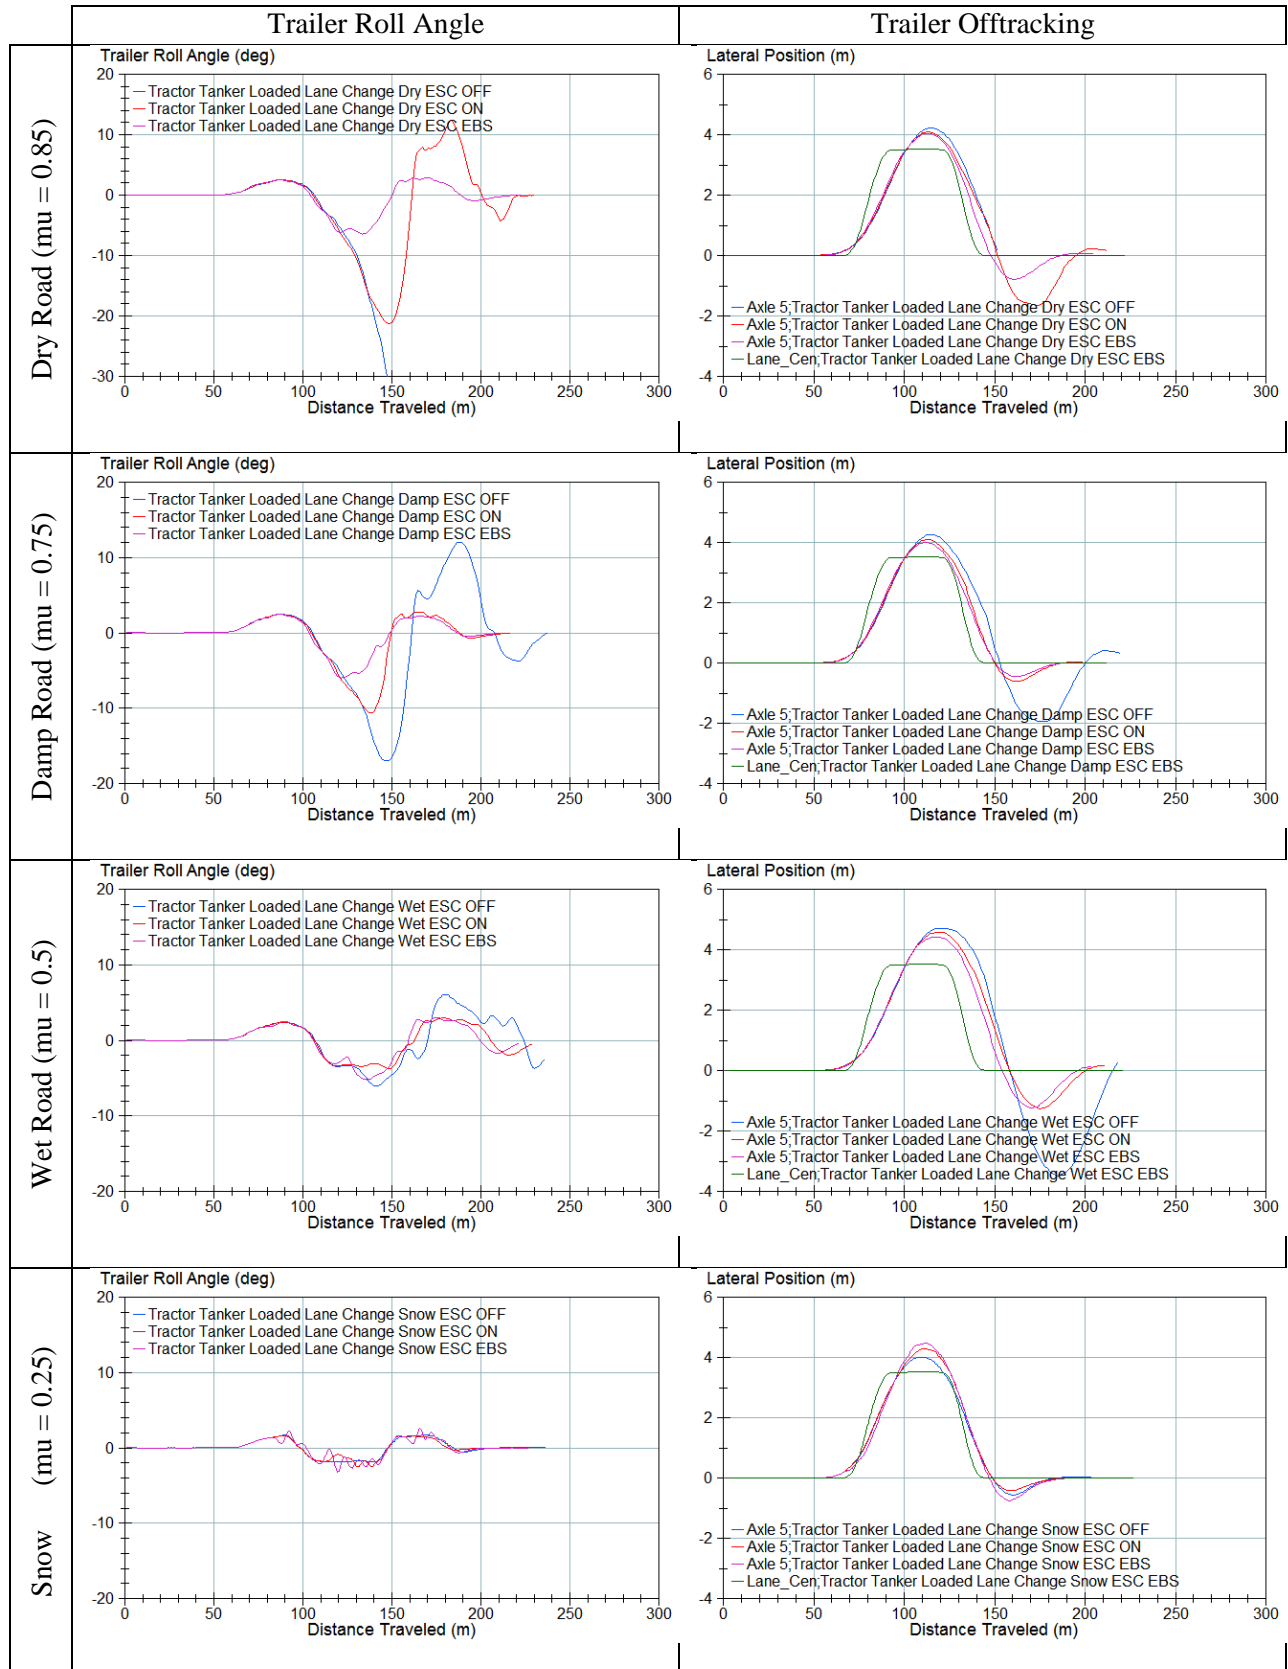 Trailer Roll Angle
Trailer Offtracking
Dry Road (mu = 0.85)
Trailer Roll Angle (deg)
20
10
0
-10
-20
-30
Tractor Tanker Loaded Lane Change Dry ESC OFF
Tractor Tanker Loaded Lane Change Dry ESC ON
Tractor Tanker Loaded Lane Change Dry ESC EBS
0 50 100 150 200 250 300
Distance Traveled (m)
Lateral Position (m)
6
4
2
0
-2
-4
Axle 5;Tractor Tanker Loaded Lane Change Dry ESC OFF
Axle 5;Tractor Tanker Loaded Lane Change Dry ESC ON
Axle 5;Tractor Tanker Loaded Lane Change Dry ESC EBS
Lane_Cen;Tractor Tanker Loaded Lane Change Dry ESC EBS
0 50 100 150 200 250 300
Distance Traveled (m)
Damp Road (mu = 0.75)
Trailer Roll Angle (deg)
20
10
0
-10
-20
Tractor Tanker Loaded Lane Change Damp ESC OFF
Tractor Tanker Loaded Lane Change Damp ESC ON
Tractor Tanker Loaded Lane Change Damp ESC EBS
0 50 100 150 200 250 300
Distance Traveled (m)
Lateral Position (m)
6
4
2
0
-2
-4
Axle 5;Tractor Tanker Loaded Lane Change Damp ESC OFF
Axle 5;Tractor Tanker Loaded Lane Change Damp ESC ON
Axle 5;Tractor Tanker Loaded Lane Change Damp ESC EBS
Lane_Cen;Tractor Tanker Loaded Lane Change Damp ESC EBS
0 50 100 150 200 250 300
Distance Traveled (m)
Wet Road (mu = 0.5)
Trailer Roll Angle (deg)
20
10
0
-10
-20
Tractor Tanker Loaded Lane Change Wet ESC OFF
Tractor Tanker Loaded Lane Change Wet ESC ON
Tractor Tanker Loaded Lane Change Wet ESC EBS
0 50 100 150 200 250 300
Distance Traveled (m)
Lateral Position (m)
6
4
2
0
-2
-4
Axle 5;Tractor Tanker Loaded Lane Change Wet ESC OFF
Axle 5;Tractor Tanker Loaded Lane Change Wet ESC ON
Axle 5;Tractor Tanker Loaded Lane Change Wet ESC EBS
Lane_Cen;Tractor Tanker Loaded Lane Change Wet ESC EBS
0 50 100 150 200 250 300
Distance Traveled (m)
Snow (mu = 0.25)
Trailer Roll Angle (deg)
20
10
0
-10
-20
Tractor Tanker Loaded Lane Change Snow ESC OFF
Tractor Tanker Loaded Lane Change Snow ESC ON
Tractor Tanker Loaded Lane Change Snow ESC EBS
0 50 100 150 200 250 300
Distance Traveled (m)
Lateral Position (m)
6
4
2
0
-2
-4
Axle 5;Tractor Tanker Loaded Lane Change Snow ESC OFF
Axle 5;Tractor Tanker Loaded Lane Change Snow ESC ON
Axle 5;Tractor Tanker Loaded Lane Change Snow ESC EBS
Lane_Cen;Tractor Tanker Loaded Lane Change Snow ESC EBS
0 50 100 150 200 250 300
Distance Traveled (m)